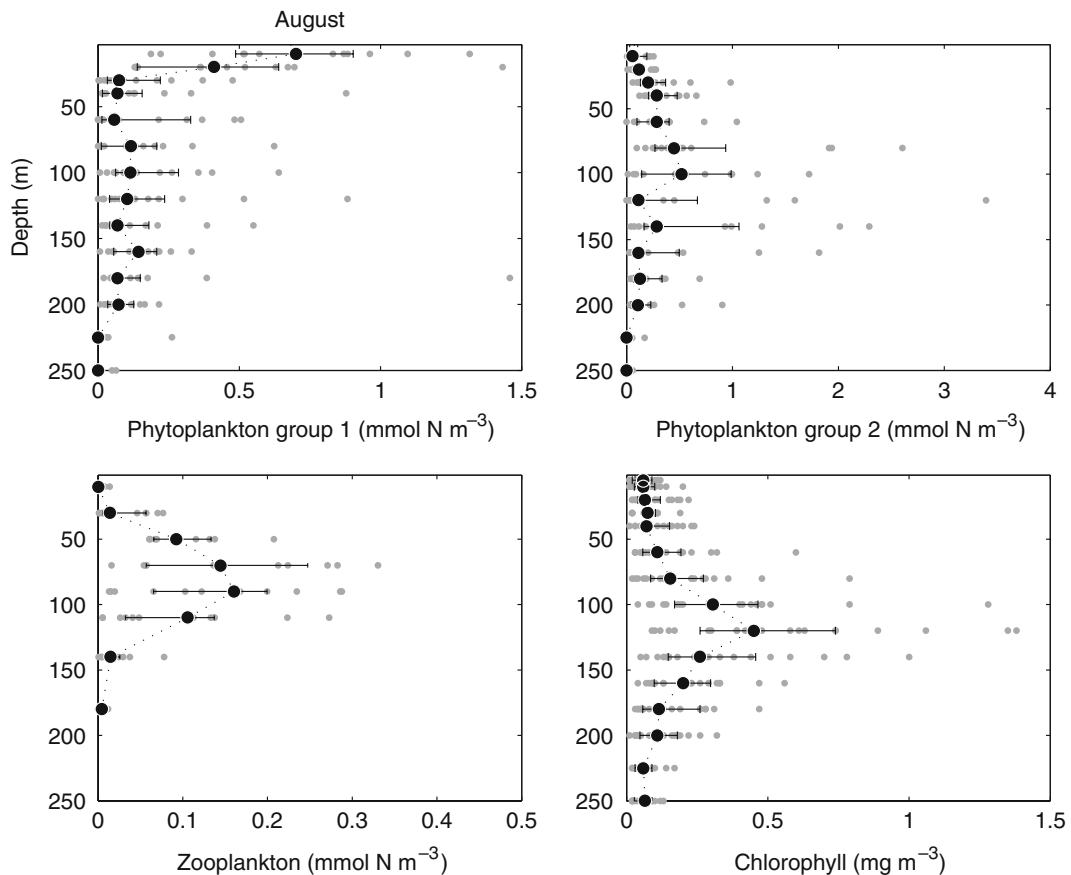 August
50
100
150
200
250
0 0.5 1 1.5
Depth (m)
Phytoplankton group 1 (mmol N m⁻³)
50
100
150
200
250
0 1 2 3 4
Phytoplankton group 2 (mmol N m⁻³)
0
50
100
150
200
250
0 0.1 0.2 0.3 0.4 0.5
Zooplankton (mmol N m⁻³)
50
100
150
200
250
0 0.5 1 1.5
Chlorophyll (mg m⁻³)